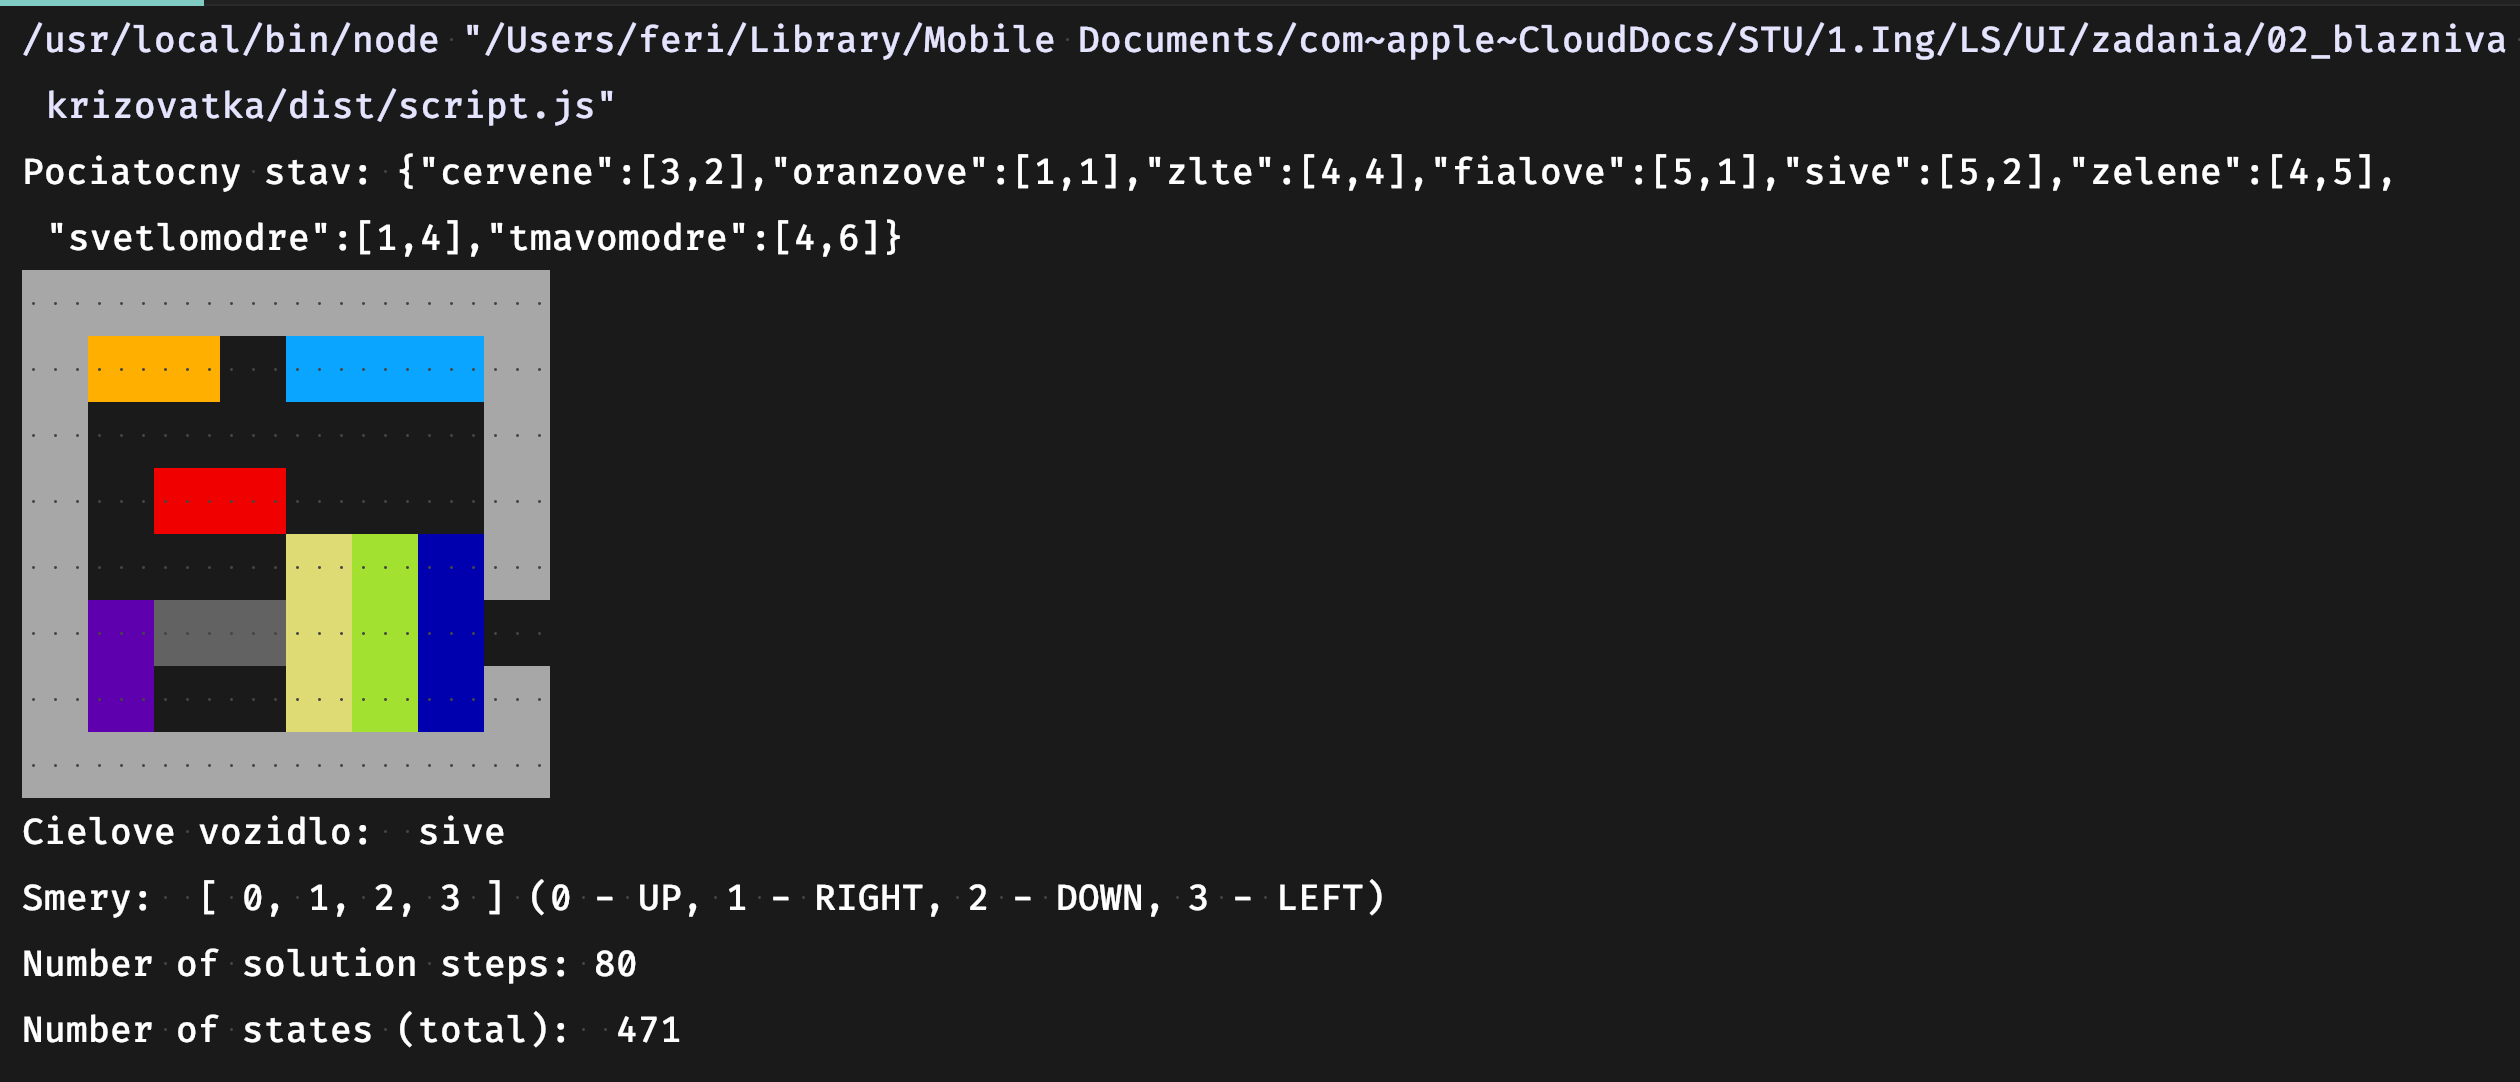 /usr/local/bin/node "/Users/feri/Library/Mobile Documents/com~apple~CloudDocs/STU/1.Ing/LS/UI/zadania/02_blazniva
krizovatka/dist/script.js"
Pociatocny stav: {"cervene":[3,2],"oranzove":[1,1],"zlte":[4,4],"fialove":[5,1],"sive":[5,2],"zelene":[4,5],
"svetlomodre":[1,4],"tmavomodre":[4,6]}
Cielove vozidlo:  sive
Smery:  [ 0, 1, 2, 3 ] (0 - UP, 1 - RIGHT, 2 - DOWN, 3 - LEFT)
Number of solution steps: 80
Number of states (total):  471